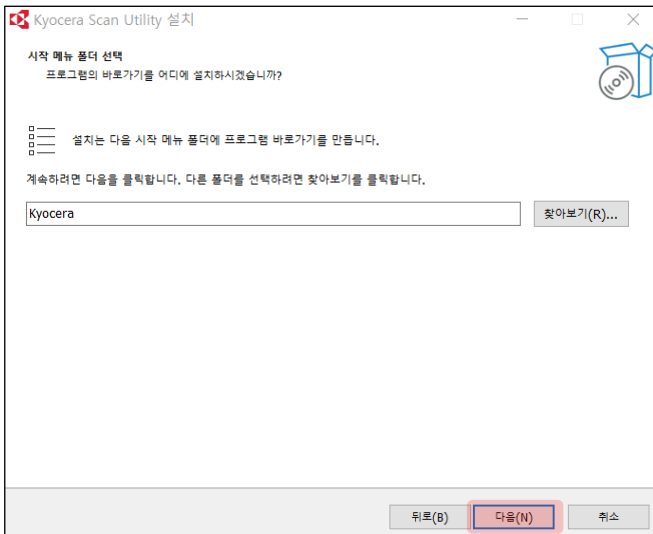 Kyocera Scan Utility 설치
시작 메뉴 폴더 선택
프로그램의 바로가기를 어디에 설치하시겠습니까?
설치는 다음 시작 메뉴 폴더에 프로그램 바로가기를 만듭니다.
계속하려면 다음을 클릭합니다. 다른 폴더를 선택하려면 찾아보기를 클릭합니다.
Kyocera
찾아보기(R)...
뒤로(B)
다음(N)
취소